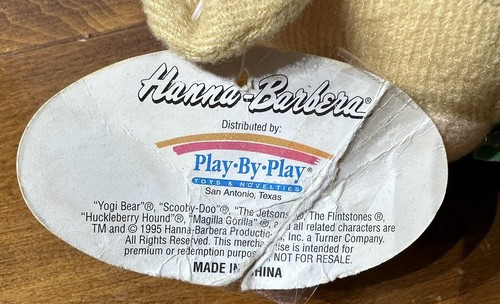 Hanna-Barbera®
Distributed by:
Play·By·Play®
TOYS & NOVELTIES
San Antonio, Texas
"Yogi Bear"®, "Scooby-Doo"®, "The Jetsons"®, The Flintstones ®,
"Huckleberry Hound"®, "Magilla Gorilla" ®, all related characters are
TM and © 1995 Hanna-Barbera Productions, Inc. a Turner Company.
All Rights Reserved. This merchandise is intended for
premium or redemption purposes, NOT FOR RESALE.
MADE IN CHINA